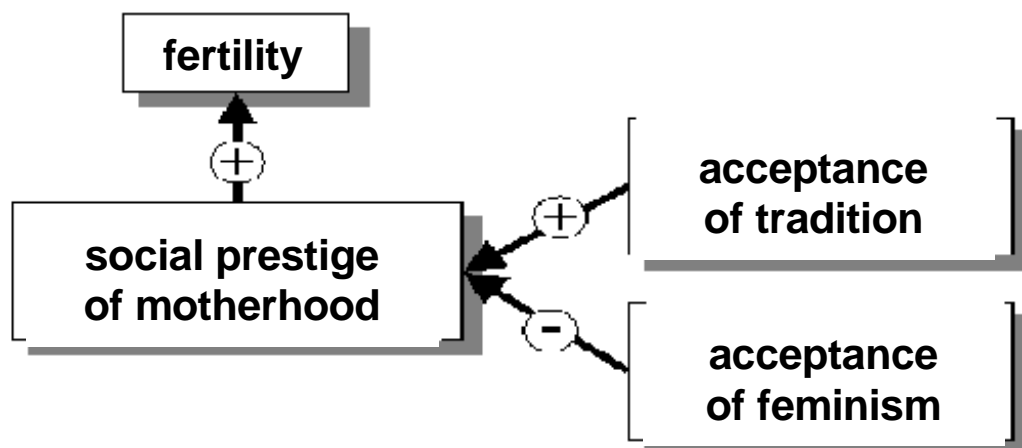 fertility
+
social prestige
of motherhood
+
acceptance
of tradition
-
acceptance
of feminism